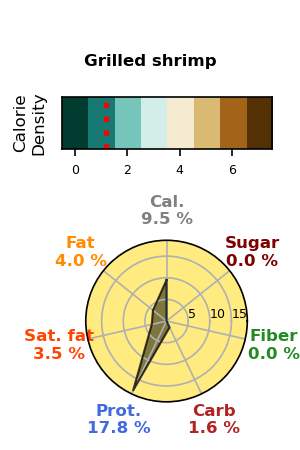 Grilled shrimp
Calorie
Density
0 2 4 6
Cal.
9.5 %
Fat
4.0 %
Sugar
0.0 %
5 10 15
Sat. fat
3.5 %
Fiber
0.0 %
Prot.
17.8 %
Carb
1.6 %